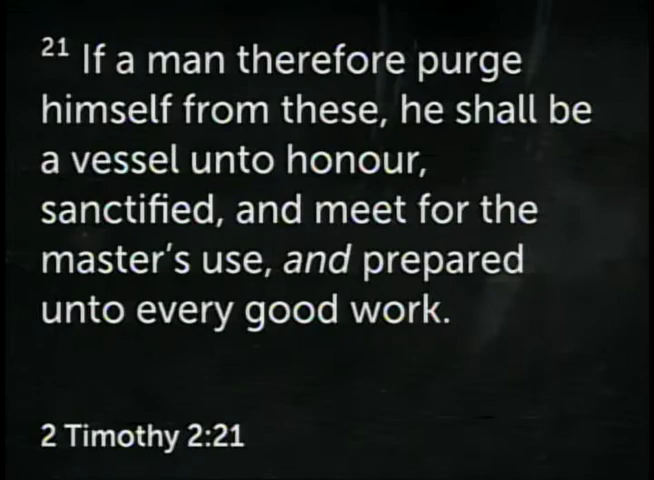 21 If a man therefore purge
himself from these, he shall be
a vessel unto honour,
sanctified, and meet for the
master's use, and prepared
unto every good work.
2 Timothy 2:21